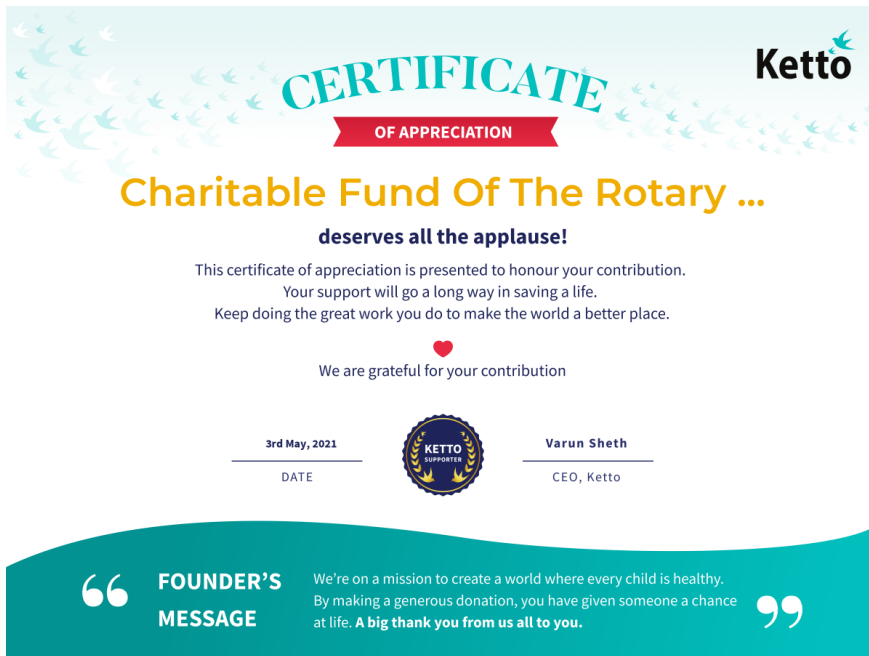 Ketto
CERTIFICATE
OF APPRECIATION
Charitable Fund Of The Rotary ...
deserves all the applause!
This certificate of appreciation is presented to honour your contribution.
Your support will go a long way in saving a life.
Keep doing the great work you do to make the world a better place.
We are grateful for your contribution
3rd May, 2021
DATE
KETTO
SUPPORTER
Varun Sheth
CEO, Ketto
“
FOUNDER’S
MESSAGE
We’re on a mission to create a world where every child is healthy.
By making a generous donation, you have given someone a chance
at life. A big thank you from us all to you.
”